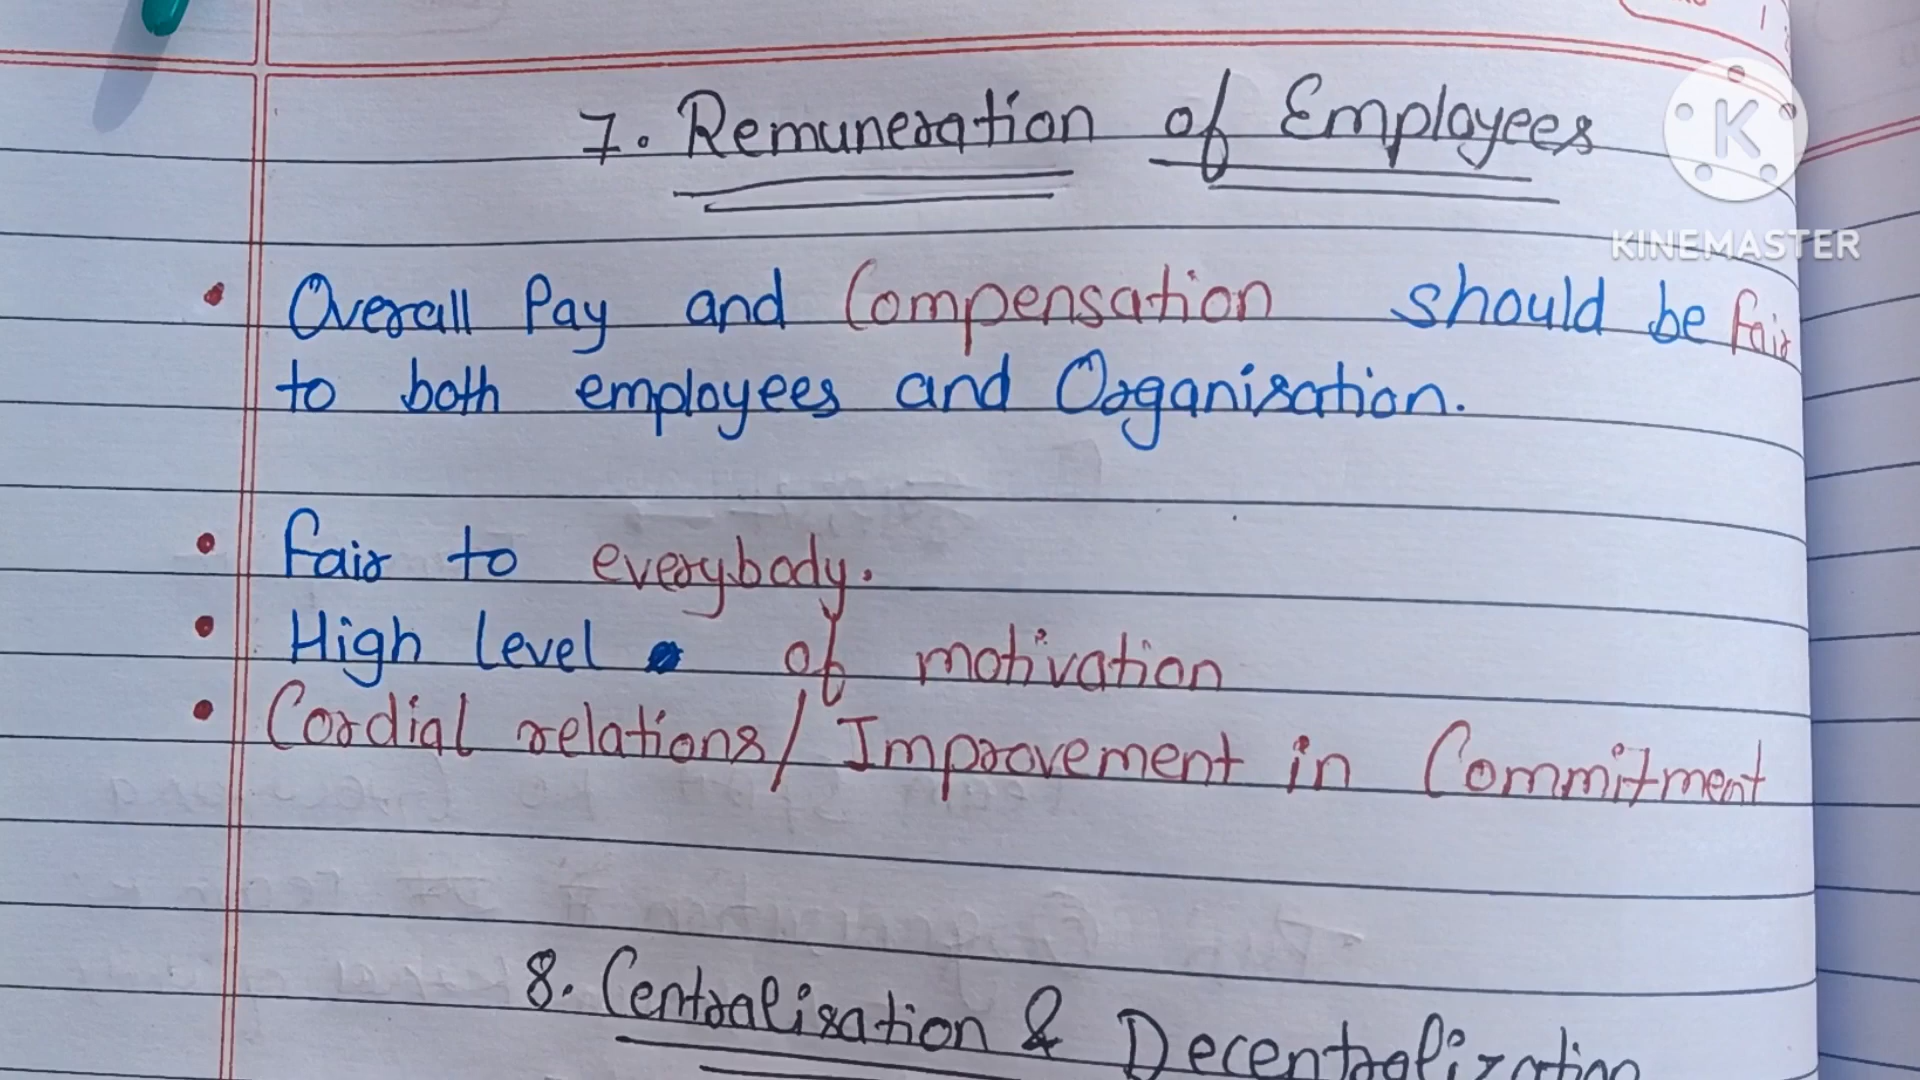 7. Remuneration of Employees
K
KINEMASTER
• Overall Pay and Compensation should be fair
to both employees and Organisation.
• fair to everybody.
• High level of motivation
• Cordial relations/ Improvement in Commitment
8. Centralisation & Decentralization